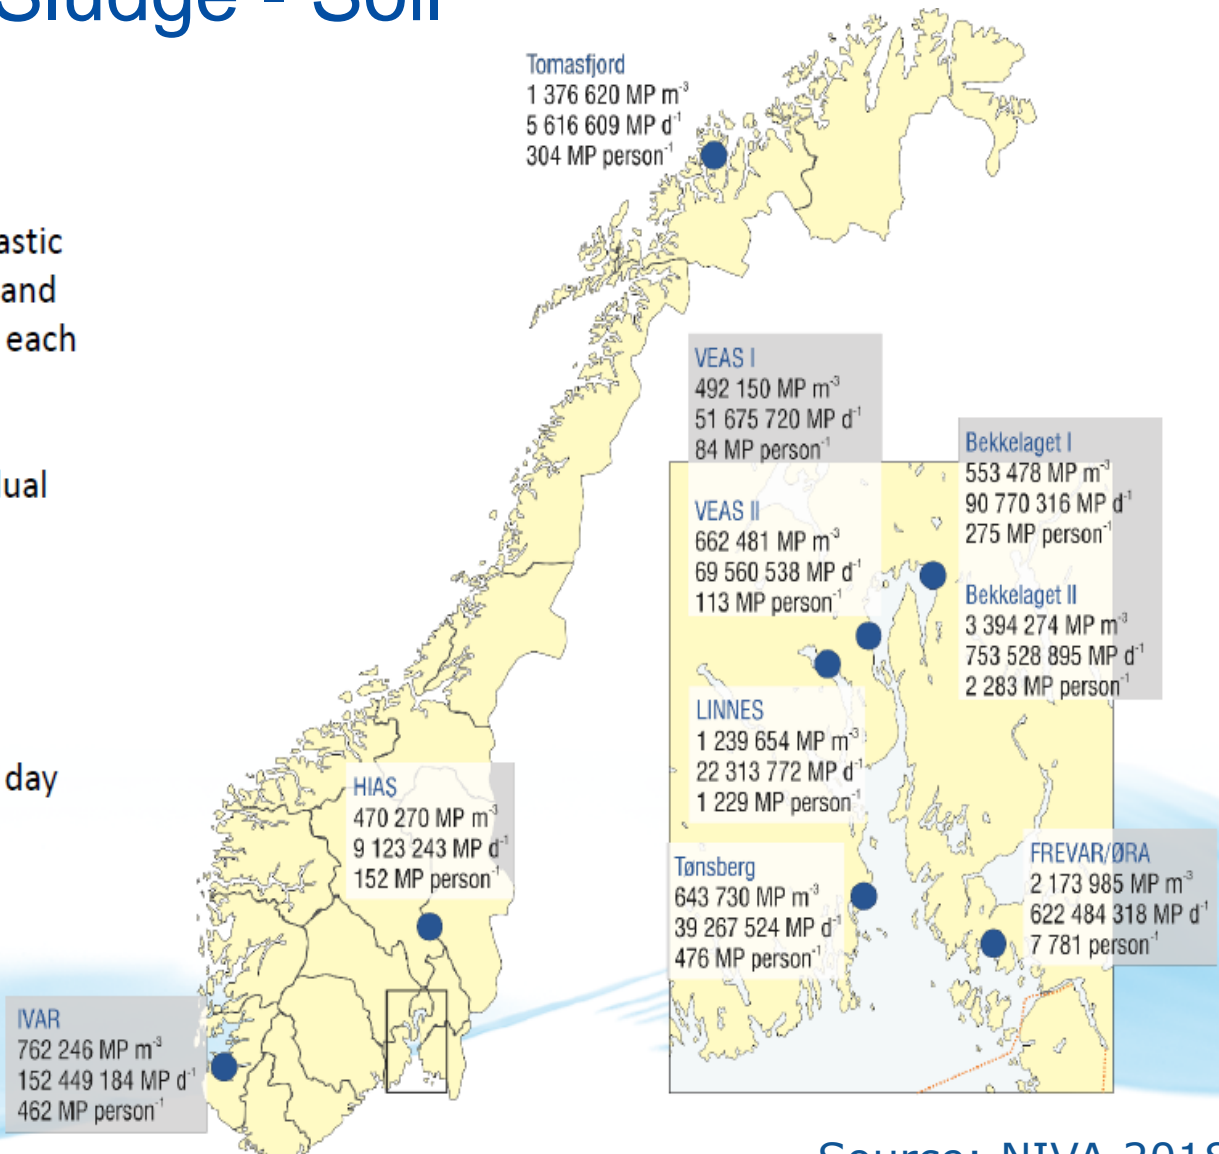 Sludge - Soil
Tomasfjord
1 376 620 MP m⁻³
5 616 609 MP d⁻¹
304 MP person⁻¹
astic
and
each
lual
day
VEAS I
492 150 MP m⁻³
51 675 720 MP d⁻¹
84 MP person⁻¹
VEAS II
662 481 MP m⁻³
69 560 538 MP d⁻¹
113 MP person⁻¹
Bekkelaget I
553 478 MP m⁻³
90 770 316 MP d⁻¹
275 MP person⁻¹
Bekkelaget II
3 394 274 MP m⁻³
753 528 895 MP d⁻¹
2 283 MP person⁻¹
LINNES
1 239 654 MP m⁻³
22 313 772 MP d⁻¹
1 229 MP person⁻¹
HIAS
470 270 MP m⁻³
9 123 243 MP d⁻¹
152 MP person⁻¹
Tønsberg
643 730 MP m⁻³
39 267 524 MP d⁻¹
476 MP person⁻¹
FREVAR/ØRA
2 173 985 MP m⁻³
622 484 318 MP d⁻¹
7 781 person⁻¹
IVAR
762 246 MP m⁻³
152 449 184 MP d⁻¹
462 MP person⁻¹
Source: NIVA 2018